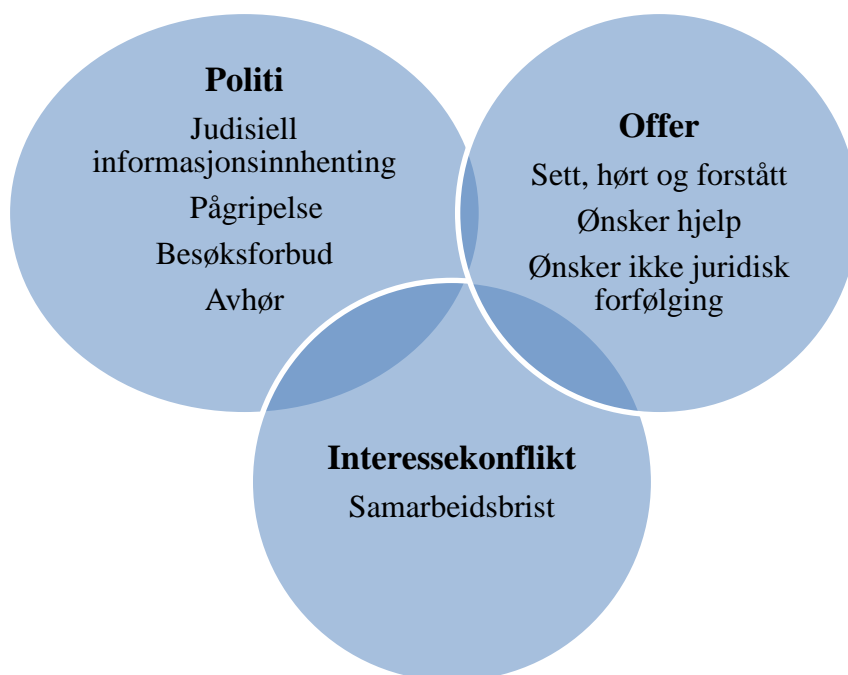 Politi
Judisiell
informasjonsinnhenting
Pågripelse
Besøksforbud
Avhør
Offer
Sett, hørt og forstått
Ønsker hjelp
Ønsker ikke juridisk
forfølging
Interessekonflikt
Samarbeidsbrist